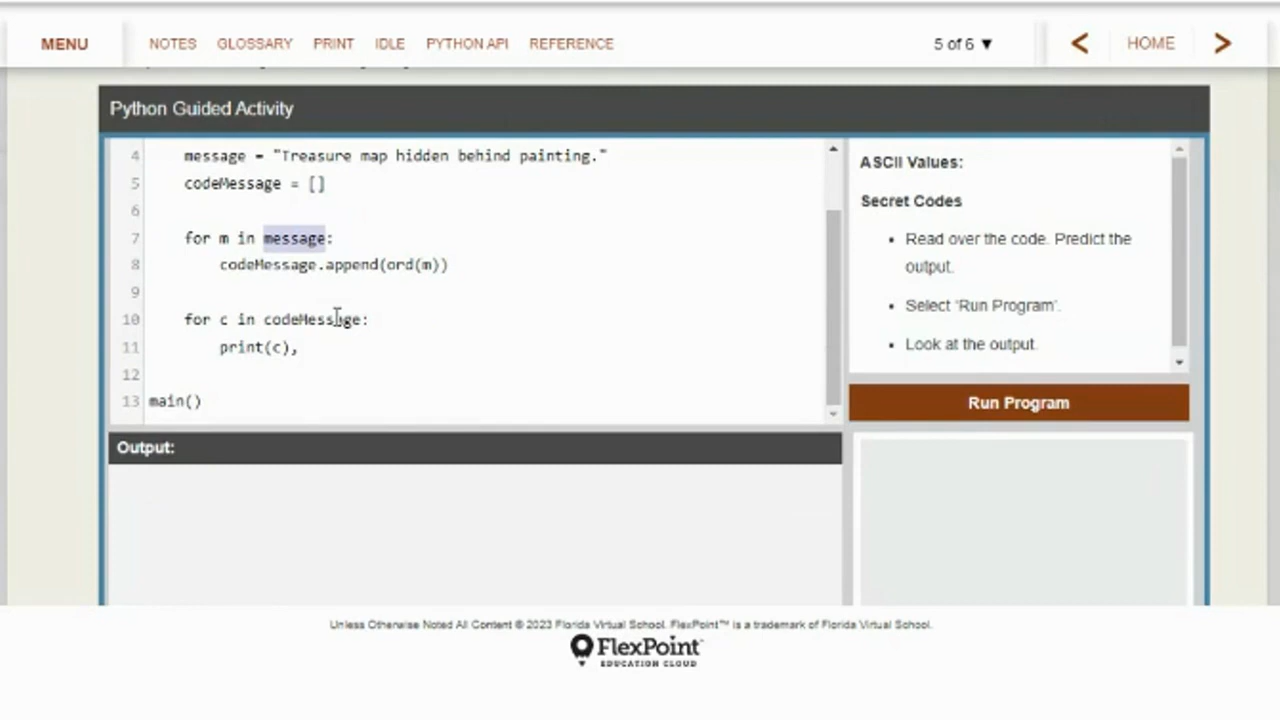 MENU NOTES GLOSSARY PRINT IDLE PYTHON API REFERENCE 5 of 6 ▼ < HOME >
Python Guided Activity
4 message = "Treasure map hidden behind painting."
5 codeMessage = []
6
7 for m in message:
8 codeMessage.append(ord(m))
9
10 for c in codeMessage:
11 print(c),
12
13 main()
ASCII Values:
Secret Codes
• Read over the code. Predict the
output.
• Select 'Run Program'.
• Look at the output.
Run Program
Output:
Unless Otherwise Noted All Content © 2023 Florida Virtual School. FlexPoint™ is a trademark of Florida Virtual School.
FlexPoint™
EDUCATION CLOUD